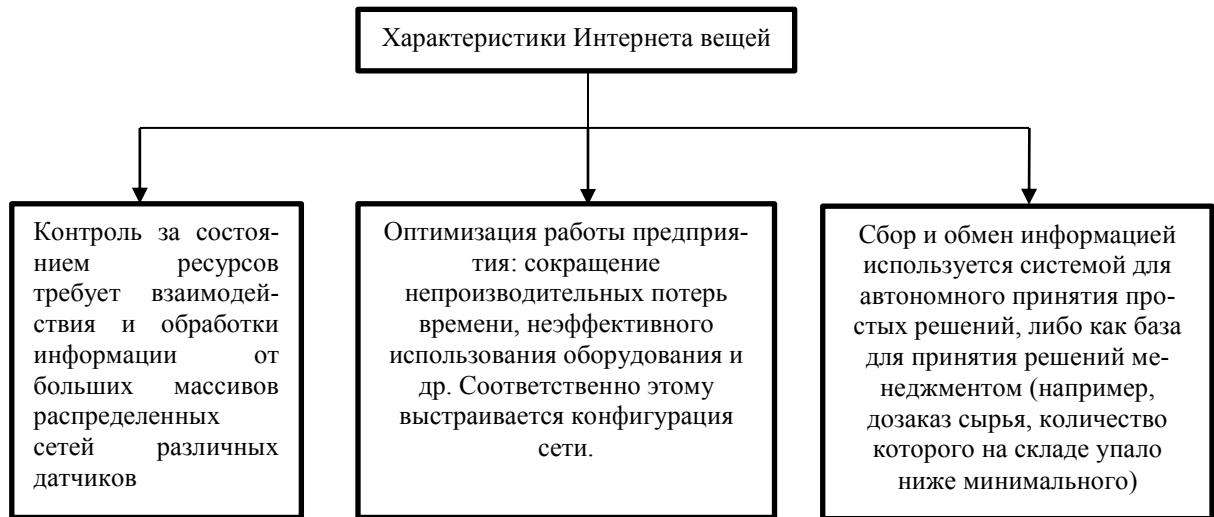 Характеристики Интернета вещей
Контроль за состоя-
нием ресурсов
требует взаимодей-
ствия и обработки
информации от
больших массивов
распределенных
сетей различных
датчиков
Оптимизация работы предприя-
тия: сокращение
непроизводительных потерь
времени, неэффективного
использования оборудования и
др. Соответственно этому
выстраивается конфигурация
сети.
Сбор и обмен информацией
используется системой для
автономного принятия про-
стых решений, либо как база
для принятия решений ме-
неджментом (например,
дозаказ сырья, количество
которого на складе упало
ниже минимального)